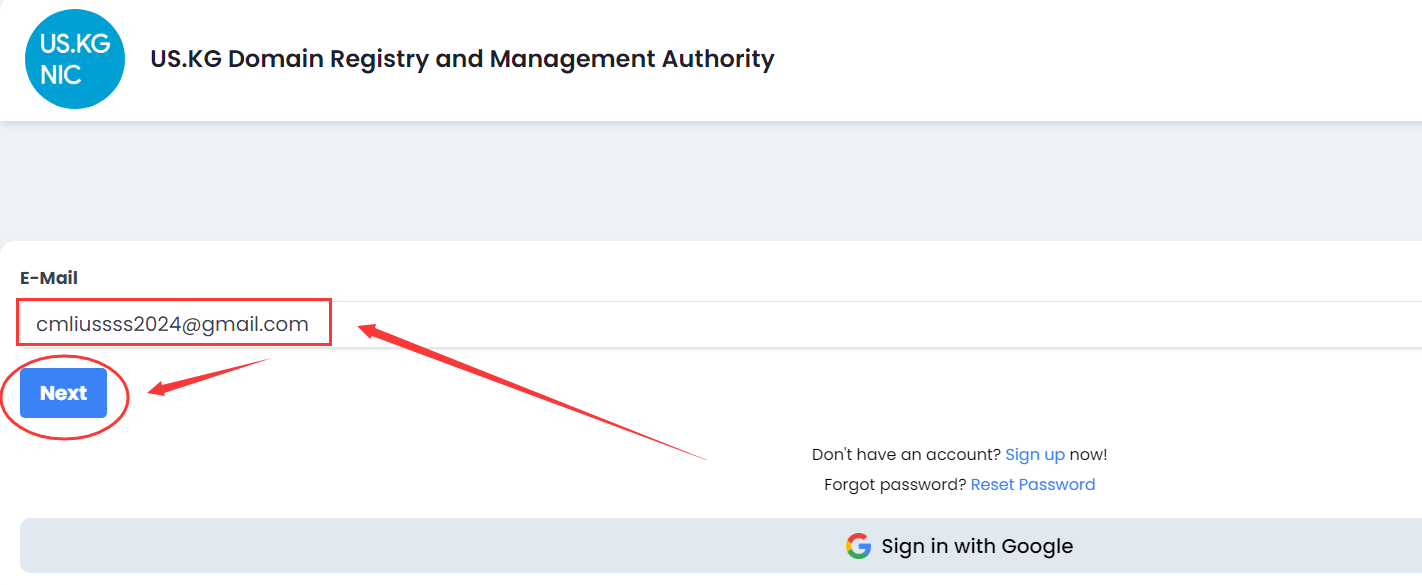 US.KG
NIC
US.KG Domain Registry and Management Authority
E-Mail
cmliussss2024@gmail.com
Next
Don't have an account? Sign up now!
Forgot password? Reset Password
Sign in with Google